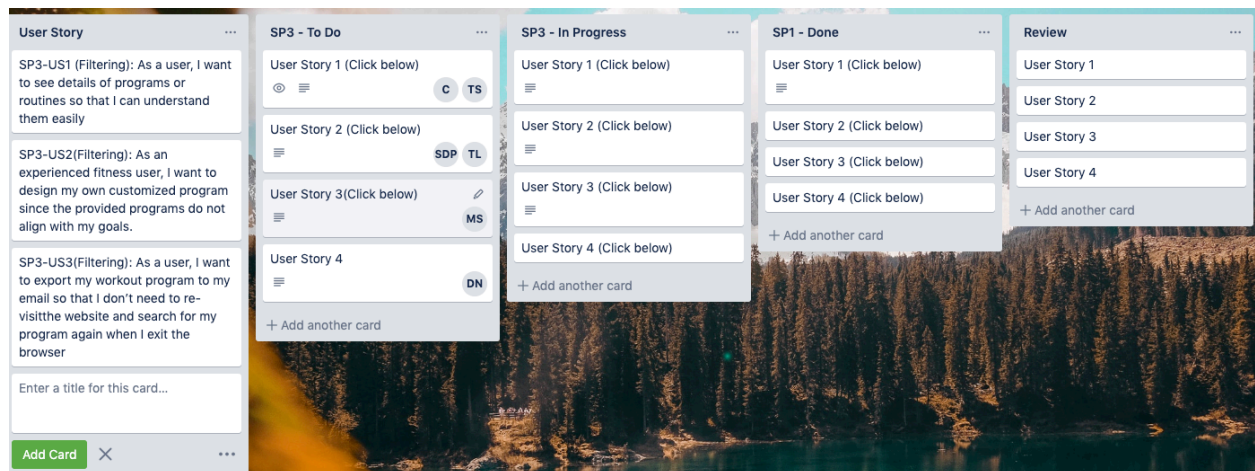 User Story
SP3-US1 (Filtering): As a user, I want
to see details of programs or
routines so that I can understand
them easily
SP3-US2(Filtering): As an
experienced fitness user, I want to
design my own customized program
since the provided programs do not
align with my goals.
SP3-US3(Filtering): As a user, I want
to export my workout program to my
email so that I don't need to re-
visitthe website and search for my
program again when I exit the
browser
Enter a title for this card...
Add Card
SP3 - To Do
User Story 1 (Click below)
C TS
User Story 2 (Click below)
SDP TL
User Story 3(Click below)
MS
User Story 4
DN
+ Add another card
SP3 - In Progress
User Story 1 (Click below)
User Story 2 (Click below)
User Story 3 (Click below)
User Story 4 (Click below)
+ Add another card
SP1 - Done
User Story 1 (Click below)
User Story 2 (Click below)
User Story 3 (Click below)
User Story 4 (Click below)
+ Add another card
Review
User Story 1
User Story 2
User Story 3
User Story 4
+ Add another card